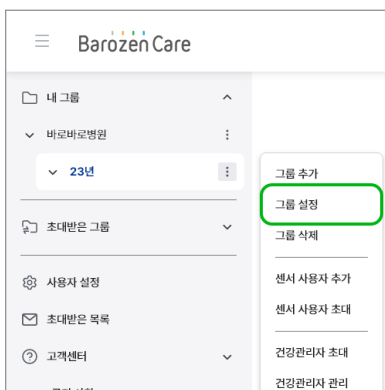 Barozen Care
내 그룹
바로바로병원
23년
그룹 추가
그룹 설정
초대받은 그룹
그룹 삭제
사용자 설정
센서 사용자 추가
초대받은 목록
센서 사용자 초대
고객센터
건강관리자 초대
건강관리자 관리